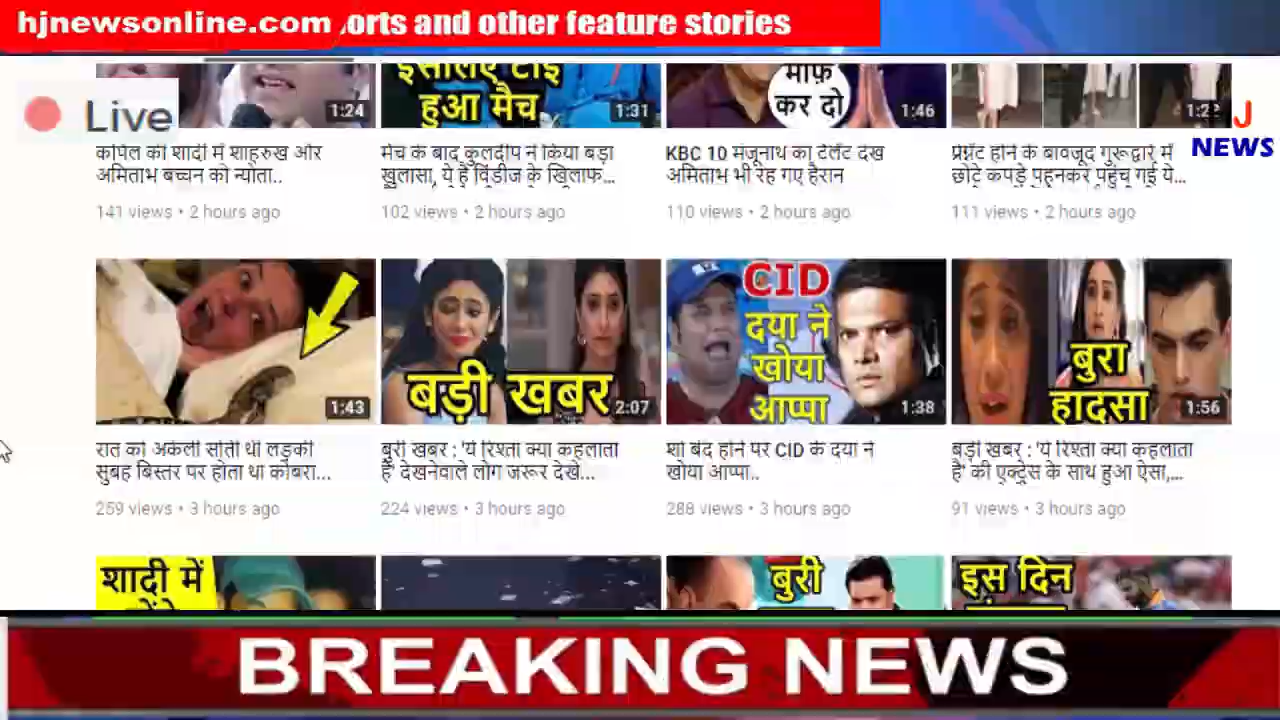 hjnewsonline.com orts and other feature stories
Live
J
NEWS
हुआ मैच
माफ़
कर दो
1:24
1:31
1:46
कपिल की शादी में शाहरुख और
अमिताभ बच्चन को न्योता..
मैच के बाद कुलदीप ने किया बड़ा
खुलासा, ये है विंडीज के खिलाफ...
KBC 10 मंजूनाथ का टैलेंट देख
अमिताभ भी रह गए हैरान
प्रेग्नेंट होने के बावजूद गुरूद्वारे में
छोटे कपड़े पहनकर पहुंच गई ये...
141 views • 2 hours ago
102 views • 2 hours ago
110 views • 2 hours ago
111 views • 2 hours ago
1:43
बड़ी खबर
2:07
CID
दया ने
खोया
आप्पा
1:38
बुरा
हादसा
1:56
रात को अकेली सोती थी लड़की
सुबह बिस्तर पर होता था कोबरा...
बुरी खबर : 'ये रिश्ता क्या कहलाता
है' देखनेवाले लोग जरूर देखे...
शो बंद होने पर CID के दया ने
खोया आप्पा..
बड़ी खबर : 'ये रिश्ता क्या कहलाता
है' की एक्ट्रेस के साथ हुआ ऐसा,...
259 views • 3 hours ago
224 views • 3 hours ago
288 views • 3 hours ago
91 views • 3 hours ago
शादी में
बुरी
इस दिन
BREAKING NEWS